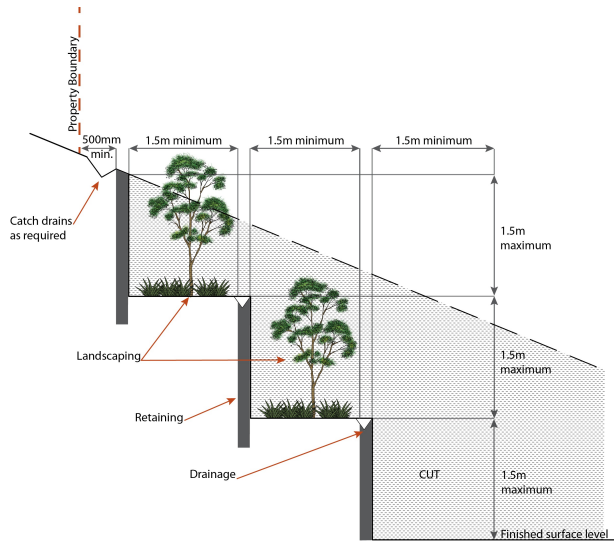 Property Boundary
500mm
min.
1.5m minimum
1.5m minimum
1.5m minimum
Catch drains
as required
1.5m
maximum
Landscaping
1.5m
maximum
Retaining
Drainage
CUT
1.5m
maximum
Finished surface level